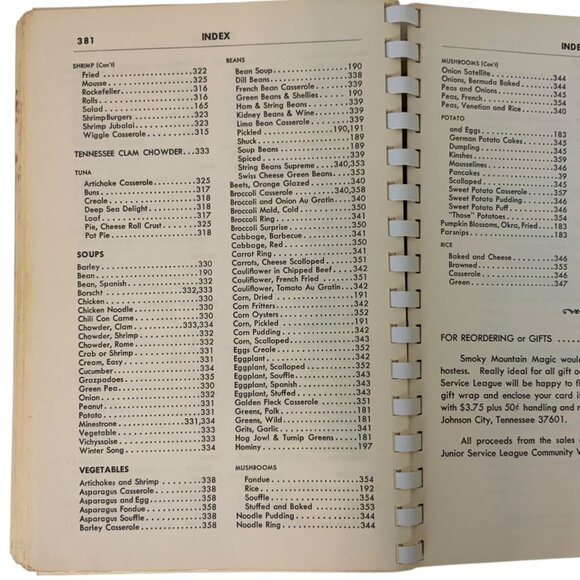 381 INDEX
SHRIMP (Con't)
Fried......322
Mousse......325
Rockefeller......316
Rolls......316
Salad......165
Shrimp Burgers......323
Shrimp Jubalai......323
Wiggle Casserole......315
TENNESSEE CLAM CHOWDER...333
TUNA
Artichoke Casserole......325
Buns......317
Creole......318
Deep Sea Delight......318
Loaf......317
Pie, Cheese Roll Crust......325
Pot Pie......318
SOUPS
Barley......330
Bean......190
Bean, Spanish......332
Borscht......332,333
Chicken......330
Chicken Noodle......330
Chili Con Carne......330
Chowder, Clam......333,334
Chowder, Shrimp......332
Chowder, Rome......332
Crab or Shrimp......331
Cream, Easy......331
Cucumber......334
Grazpadoos......335
Green Pea......330
Onion......332
Peanut......331
Potato......331
Minestrone......331,334
Vegetable......333
Vichyssoise......333
Winter Song......334
VEGETABLES
Artichokes and Shrimp......338
Asparagus Casserole......338
Asparagus and Egg......358
Asparagus Fondue......358
Asparagus Souffle......338
Barley Casserole......358
BEANS
Bean Soup......190
Dill Beans......338
French Bean Casserole......339
Green Beans & Shellies......190
Ham & String Beans......339
Kidney Beans & Wine......339
Lima Bean Casserole......339
Pickled......190,191
Shuck......189
Soup Beans......189
Spiced......339
String Beans Supreme......340,353
Swiss Cheese Green Beans......353
Beets, Orange Glazed......340
Broccoli Casserole......340,358
Broccoli and Onion Au Gratin......340
Broccoli Mold, Cold......340
Broccoli Ring......341
Broccoli Surprise......350
Cabbage, Barbecue......341
Cabbage, Red......350
Carrot Ring......341
Carrots, Cheese Scalloped......351
Cauliflower in Chipped Beef......342
Cauliflower, French Fried......351
Cauliflower, Tomato Au Gratin...342
Corn, Dried......191
Corn Fritters......342
Corn Oysters......352
Corn, Pickled......191
Corn Pudding......342
Corn, Scalloped......343
Eggs Creole......352
Eggplant......342
Eggplant, Scalloped......352
Eggplant, Souffle......343
Eggplant, Spanish......343
Eggplant, Stuffed......343
Golden Fleck Casserole......351
Greens, Polk......181
Greens, Wild......181
Grits, Garlic......341
Hog Jowl & Turnip Greens......181
Hominy......197
MUSHROOMS
Fondue......354
Rice......192
Souffle......354
Stuffed and Baked......353
Noodle Pudding......344
Noodle Ring......344
INDE
MUSHROOMS (Con't)
Onion Satellite......344
Onions, Bermuda Baked......344
Peas and Onions......345
Peas, French......354
Peas, Venetian and Rice......340
POTATO
and Eggs......183
German Potato Cakes......345
Dumpling......345
Kinshes......359
Mousselines......346
Pancakes......39
Scalloped......345
Sweet Potato Casserole......357
Sweet Potato Pudding......346
Sweet Potato Puff......346
"Those" Potatoes......354
Pumpkin Blossoms, Okra, Fried...183
Parsnips......183
RICE
Baked and Cheese......346
Browned......355
Casserole......346
Green......347
FOR REORDERING or GIFTS .....
Smoky Mountain Magic woul
hostess. Really ideal for all gift o
Service League will be happy to f
gift wrap and enclose your card i
with $3.75 plus 50¢ handling and
Johnson City, Tennessee 37601.
All proceeds from the sales
Junior Service League Community